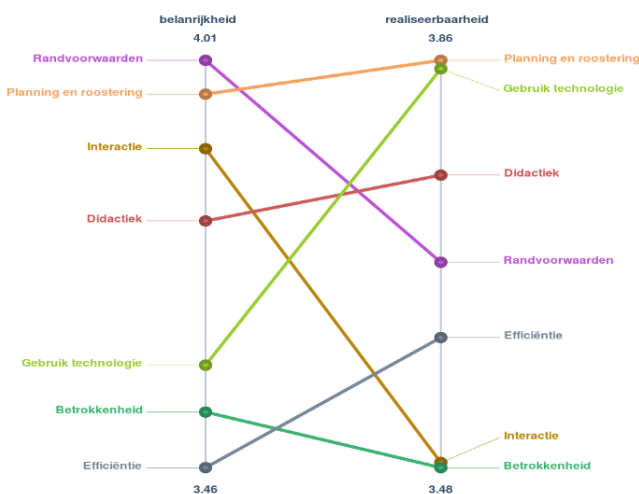 belanrijkheid
realiseerbaarheid
4.01
3.86
Randvoorwaarden
Planning en roostering
Interactie
Didactiek
Gebruik technologie
Betrokkenheid
Efficiëntie
Planning en roostering
Gebruik technologie
Didactiek
Randvoorwaarden
Efficiëntie
Interactie
Betrokkenheid
3.46
3.48